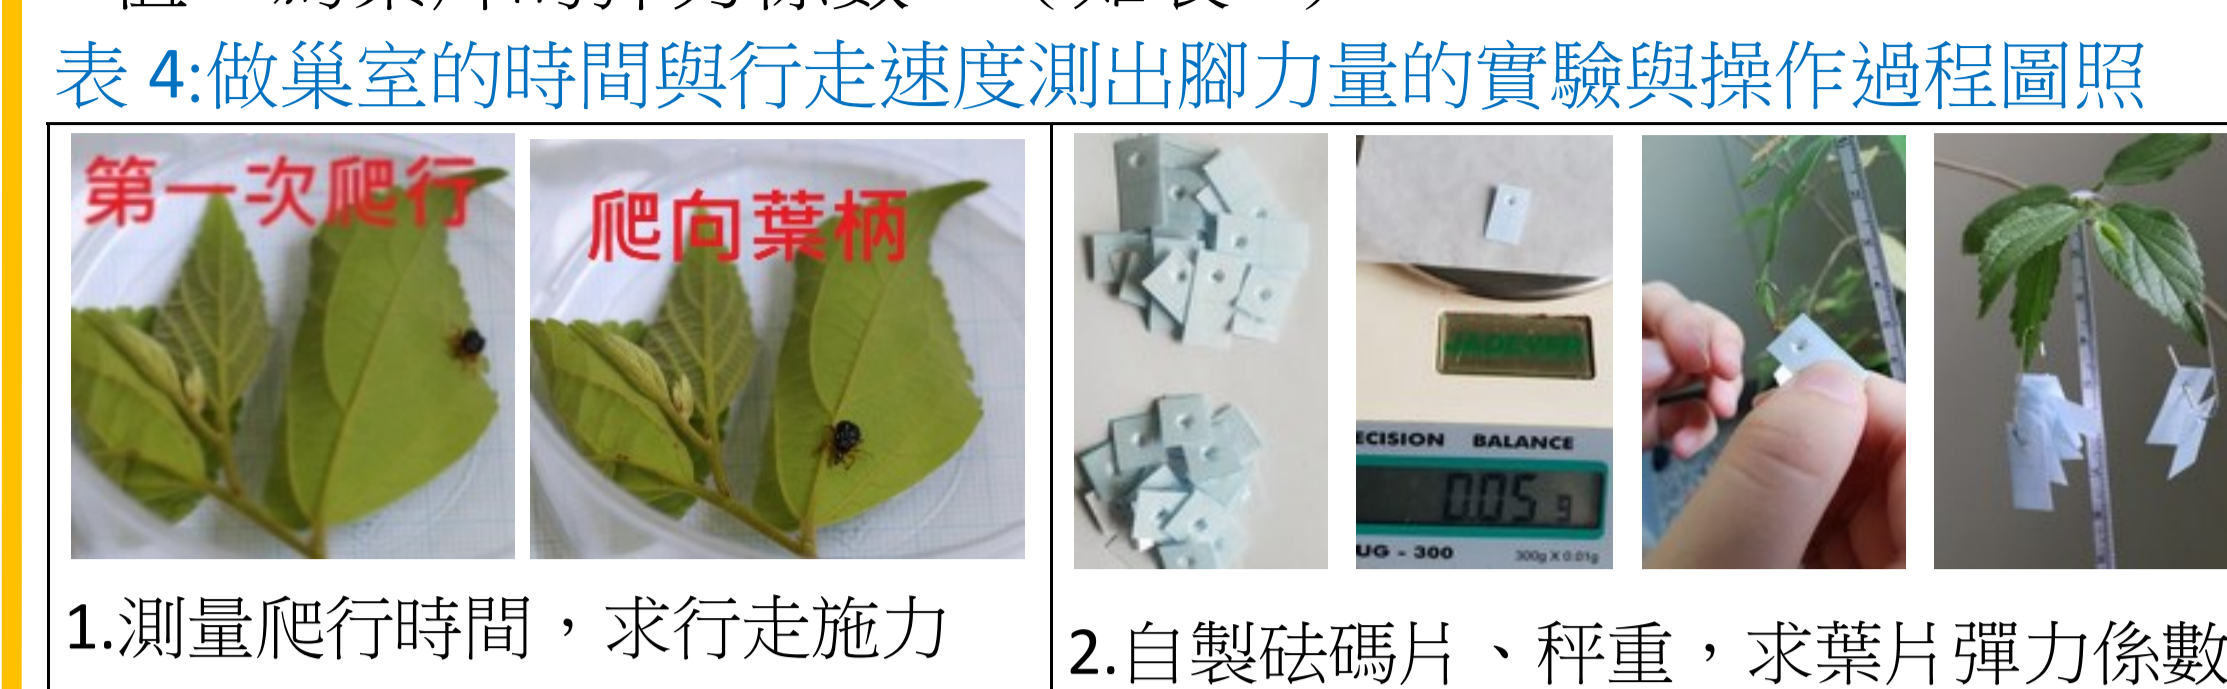 表 4:做巢室的時間與行走速度測出腳力量的實驗與操作過程圖照
第一次爬行
爬向葉柄
JADEVER
ECISION BALANCE
0.05 g
UG - 300
300g X 0.01g
1.測量爬行時間，求行走施力
2.自製砝碼片、秤重，求葉片彈力係數